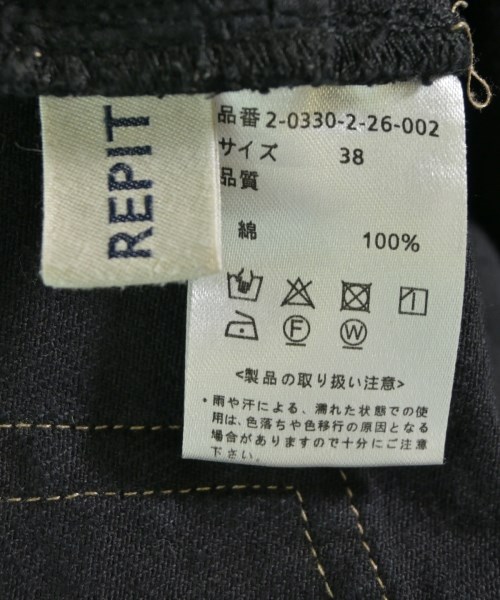 REPIT
品番 2-0330-2-26-002
サイズ 38
品質
綿 100%
F W
<製品の取り扱い注意>
・雨や汗による、濡れた状態での使
用は、色落ちや色移行の原因となる
場合がありますので十分にご注意
下さい。